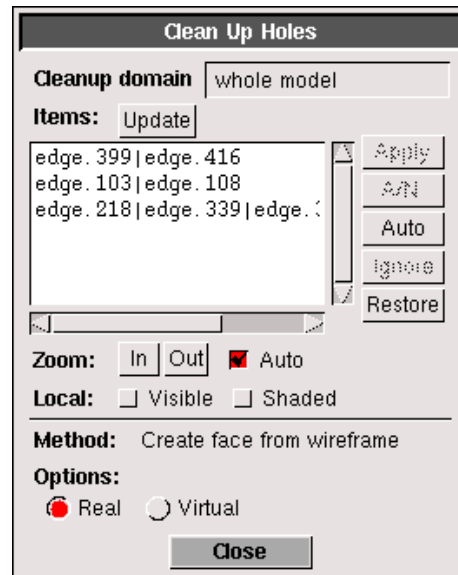 Clean Up Holes
Cleanup domain whole model
Items: Update
edge.399|edge.416
edge.103|edge.108
edge.218|edge.339|edge.
Apply
A/N
Auto
Ignore
Restore
Zoom: In Out Auto
Local: Visible Shaded
Method: Create face from wireframe
Options:
Real Virtual
Close